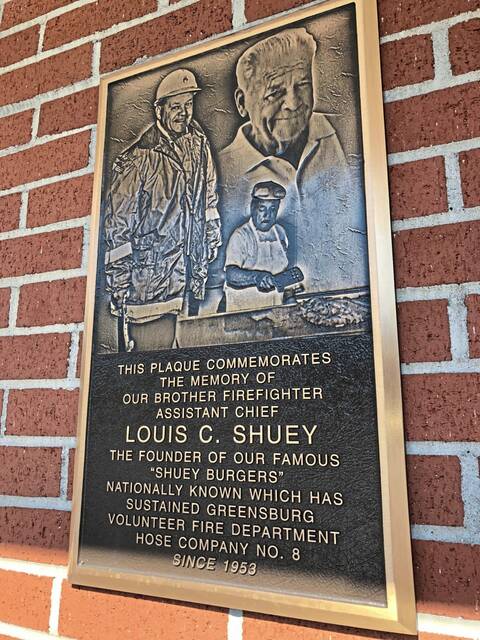 THIS PLAQUE COMMEMORATES
THE MEMORY OF
OUR BROTHER FIREFIGHTER
ASSISTANT CHIEF
LOUIS C. SHUEY
THE FOUNDER OF OUR FAMOUS
"SHUEY BURGERS"
NATIONALLY KNOWN WHICH HAS
SUSTAINED GREENSBURG
VOLUNTEER FIRE DEPARTMENT
HOSE COMPANY NO. 8
SINCE 1953